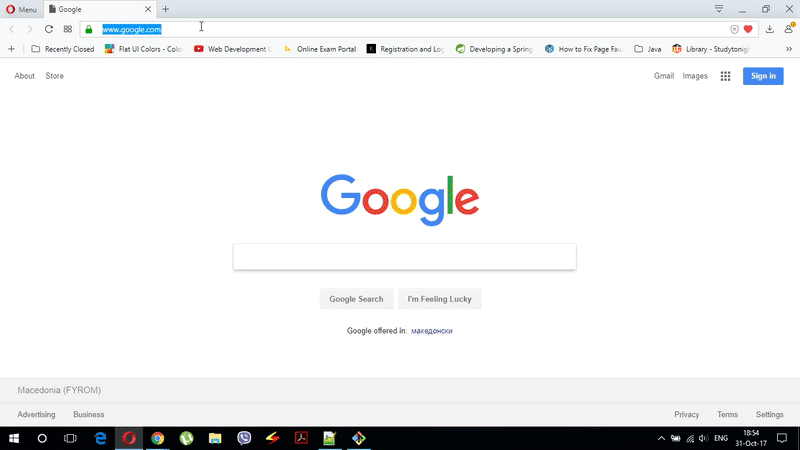 Menu
Google
www.google.com
Recently Closed
Flat UI Colors - Colo
Web Development U
Online Exam Portal
Registration and Log
Developing a Spring
How to Fix Page Fau
Java
Library - Studytonigh
About Store
Gmail Images Sign in
Google
Google Search I'm Feeling Lucky
Google offered in: македонски
Macedonia (FYROM)
Advertising Business Privacy Terms Settings
ENG
18:54
31-Oct-17